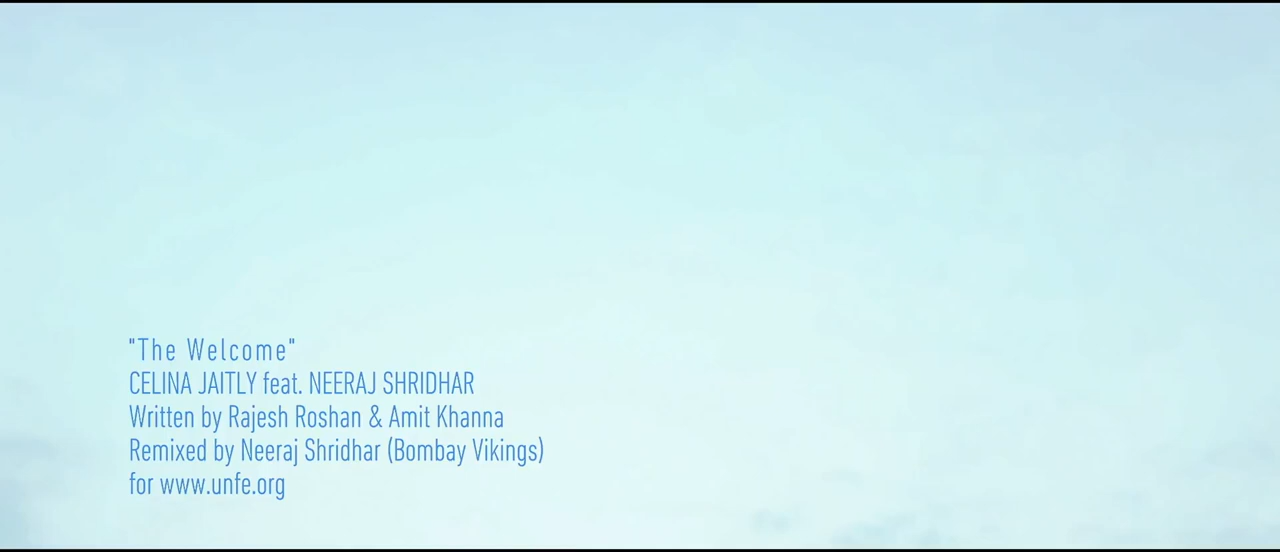 "The Welcome"
CELINA JAITLY feat. NEERAJ SHRIDHAR
Written by Rajesh Roshan & Amit Khanna
Remixed by Neeraj Shridhar (Bombay Vikings)
for www.unfe.org